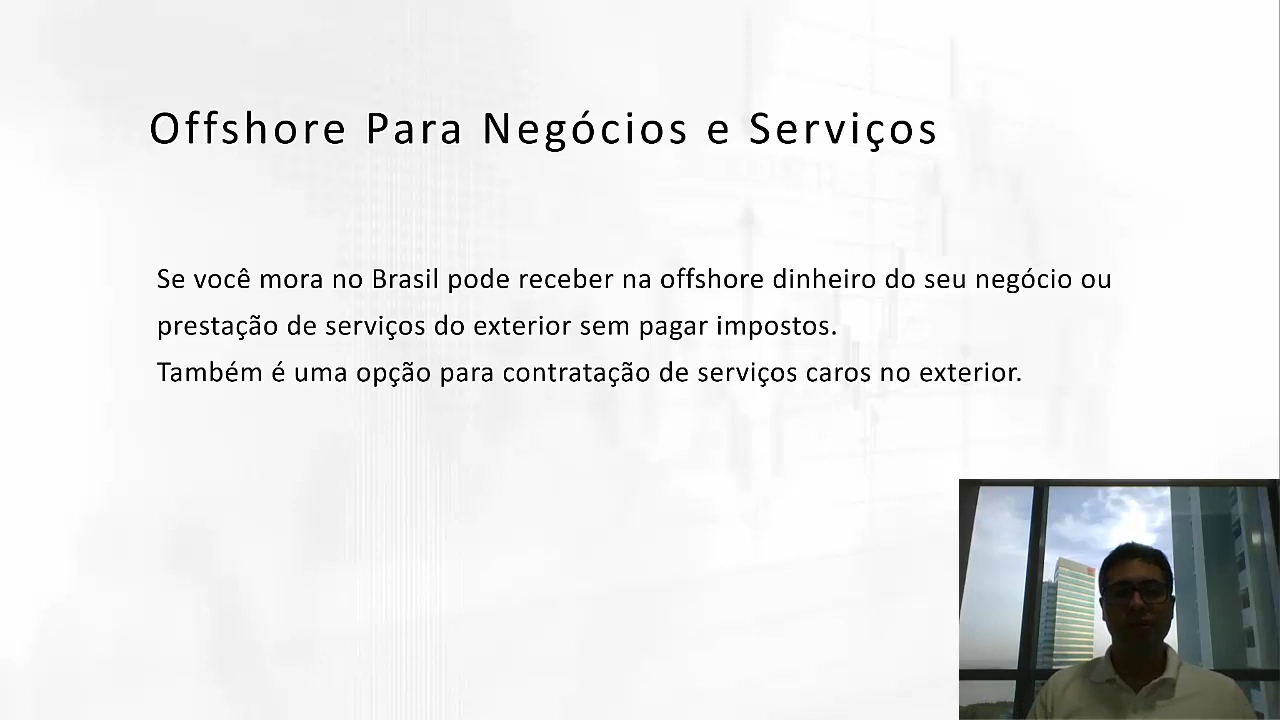 Offshore Para Negócios e Serviços
Se você mora no Brasil pode receber na offshore dinheiro do seu negócio ou
prestação de serviços do exterior sem pagar impostos.
Também é uma opção para contratação de serviços caros no exterior.